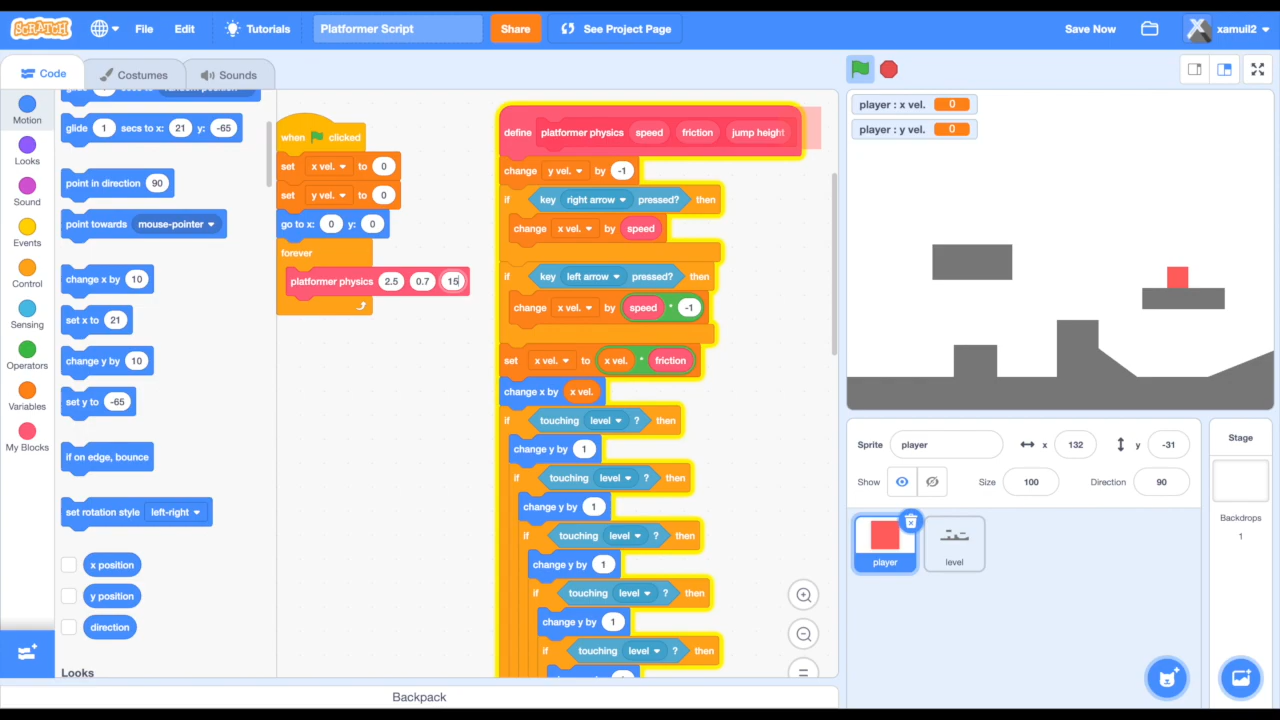 SCRATCH File Edit Tutorials Platformer Script Share See Project Page Save Now xamuil2
Code Costumes Sounds
Motion
Looks
Sound
Events
Control
Sensing
Operators
Variables
My Blocks
glide 1 secs to x: 21 y: -65
point in direction 90
point towards mouse-pointer
change x by 10
set x to 21
change y by 10
set y to -65
if on edge, bounce
set rotation style left-right
x position
y position
direction
Looks
when clicked
set x vel. to 0
set y vel. to 0
go to x: 0 y: 0
forever
platformer physics 2.5 0.7 15
define platformer physics speed friction jump height
change y vel. by -1
if key right arrow pressed? then
change x vel. by speed
if key left arrow pressed? then
change x vel. by speed * -1
set x vel. to x vel. * friction
change x by x vel.
if touching level ? then
change y by 1
if touching level ? then
change y by 1
if touching level ? then
change y by 1
if touching level ? then
change y by 1
if touching level ? then
Backpack
player : x vel. 0
player : y vel. 0
Sprite player x 132 y -31
Show Size 100 Direction 90
player
level
Stage
Backdrops
1